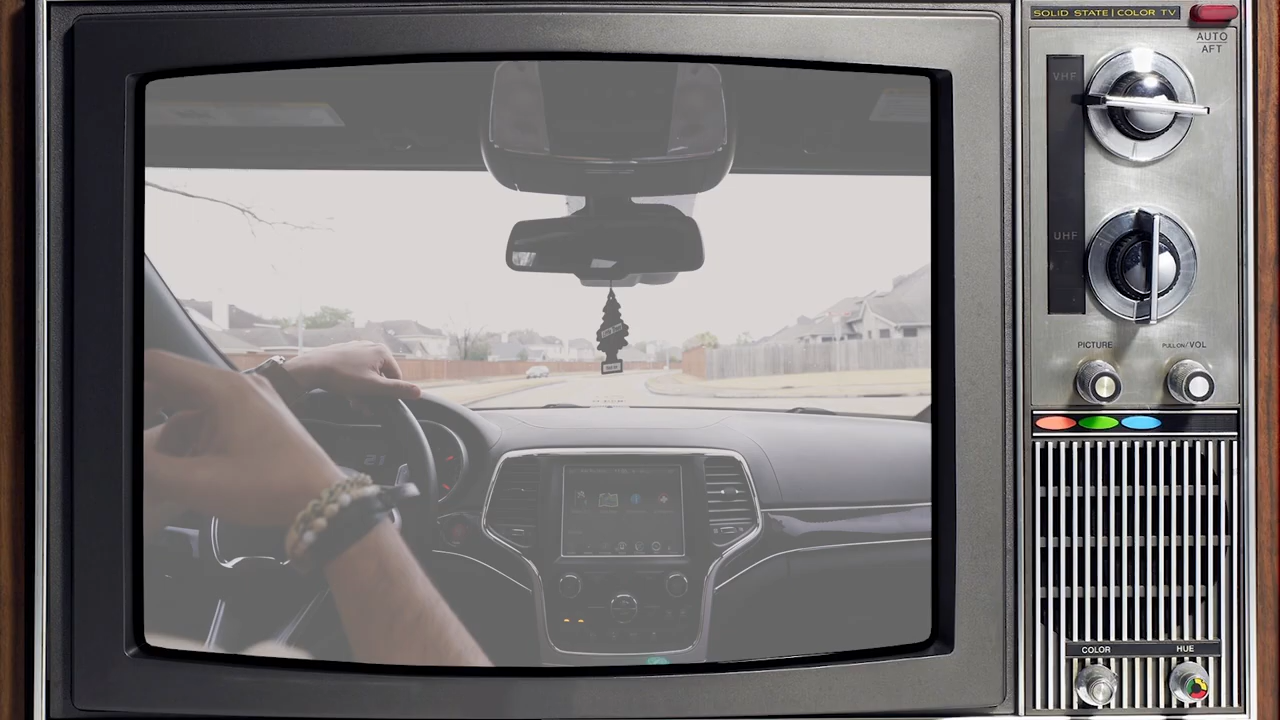 SOLID STATE | COLOR TV
AUTO
AFT
VHF
UHF
PICTURE
PULL ON/VOL
COLOR
HUE